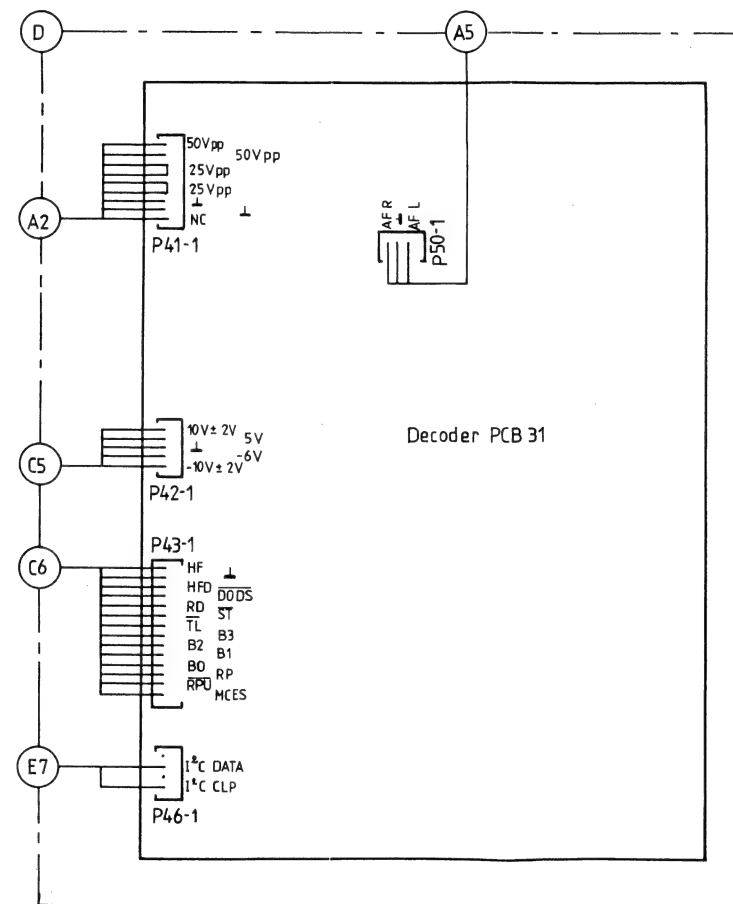 D
A5
50Vpp
50Vpp
25Vpp
25Vpp
A2
NC
P41-1
AF R
AF L
P50-1
10V± 2V
5V
-6V
-10V± 2V
C5
P42-1
Decoder PCB 31
P43-1
C6
HF
HFD
DODS
RD
ST
TL
B3
B2
B1
B0
RP
RPU
MCES
E7
I²C DATA
I²C CLP
P46-1